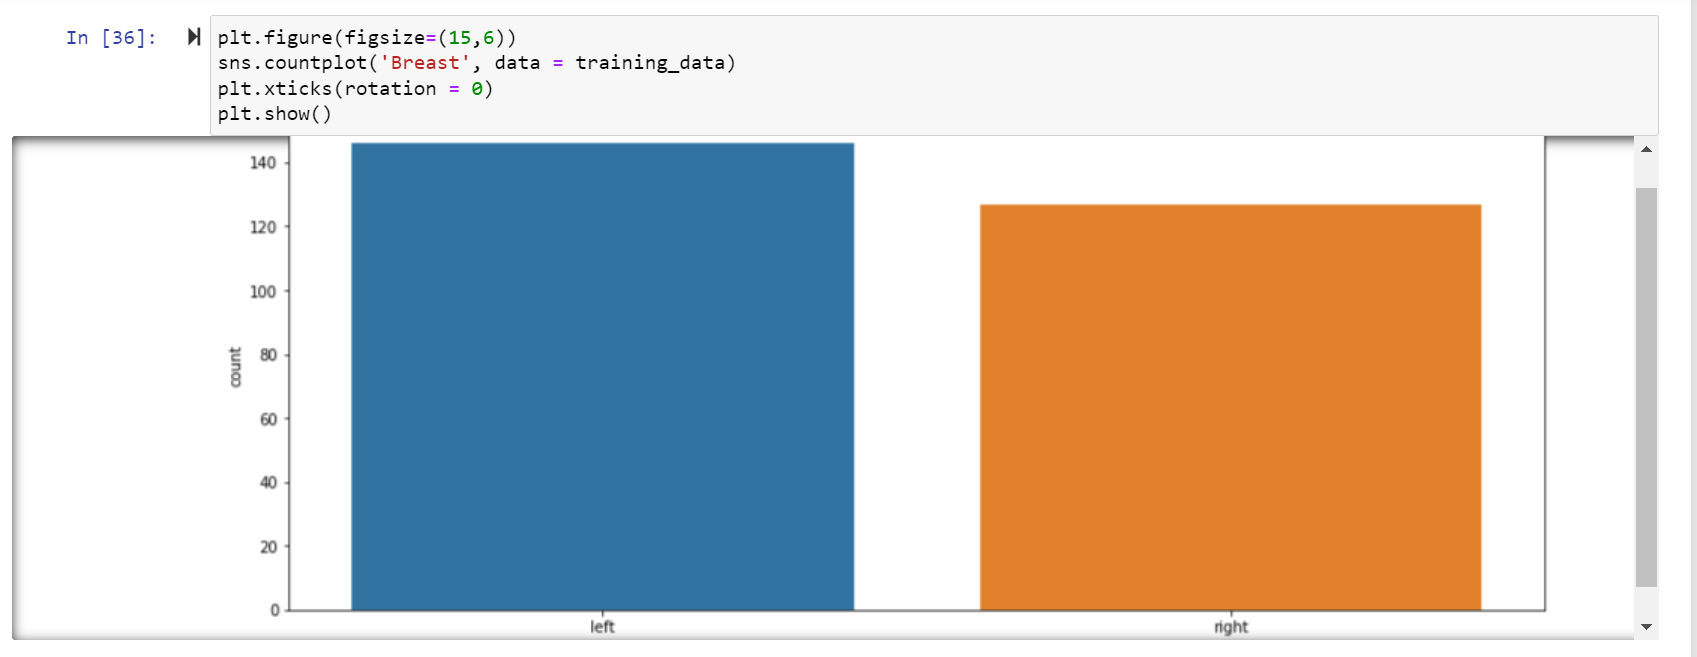 In [36]:
plt.figure(figsize=(15,6))
sns.countplot('Breast', data = training_data)
plt.xticks(rotation = 0)
plt.show()
140
120
100
80
60
40
20
0
count
left right